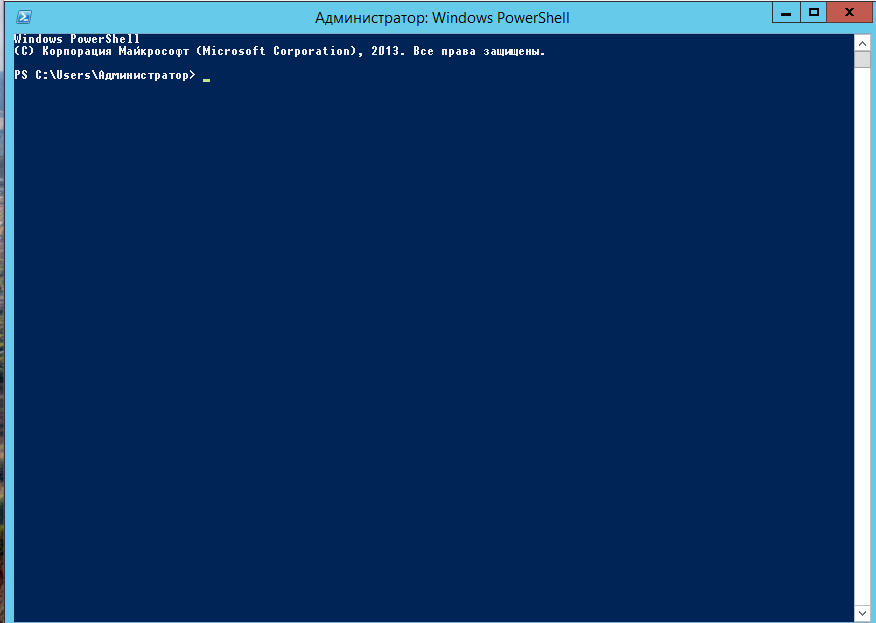 Администратор: Windows PowerShell
Windows PowerShell
(C) Корпорация Майкрософт (Microsoft Corporation), 2013. Все права защищены.
PS C:\Users\Администратор> _